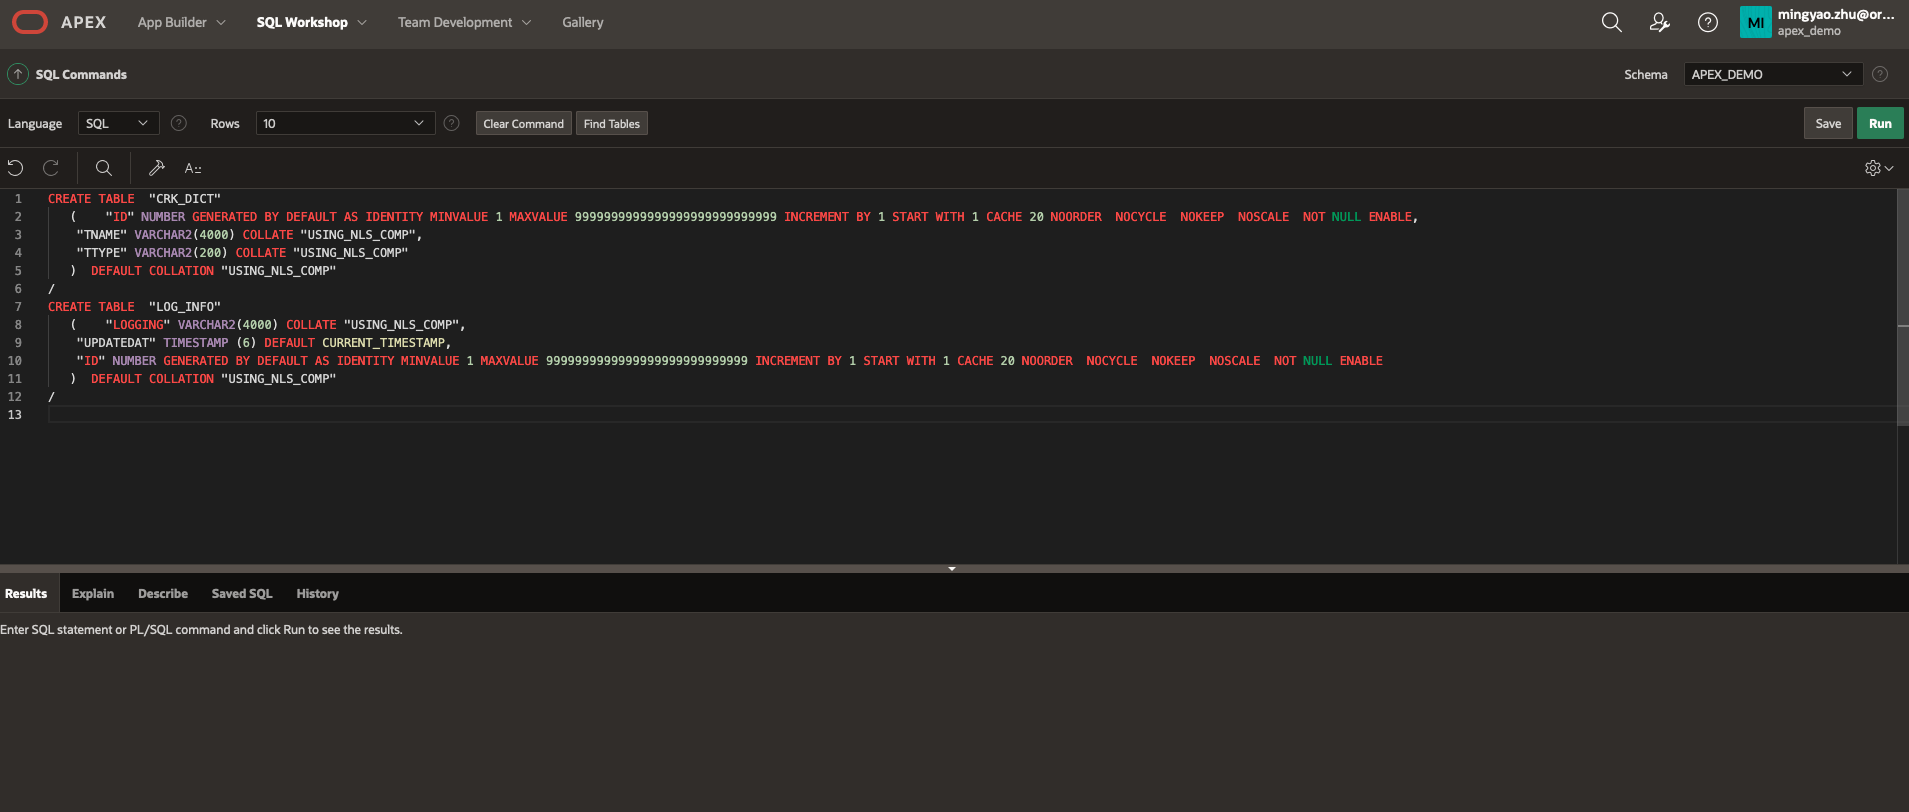 APEX App Builder SQL Workshop Team Development Gallery MI mingyao.zhu@or...
apex_demo
SQL Commands Schema APEX_DEMO
Language SQL Rows 10 Clear Command Find Tables Save Run
A
1 CREATE TABLE "CRK_DICT"
2 ( "ID" NUMBER GENERATED BY DEFAULT AS IDENTITY MINVALUE 1 MAXVALUE 9999999999999999999999999999 INCREMENT BY 1 START WITH 1 CACHE 20 NOORDER NOCYCLE NOKEEP NOSCALE NOT NULL ENABLE,
3 "TNAME" VARCHAR2(4000) COLLATE "USING_NLS_COMP",
4 "TTYPE" VARCHAR2(200) COLLATE "USING_NLS_COMP"
5 ) DEFAULT COLLATION "USING_NLS_COMP"
6 /
7 CREATE TABLE "LOG_INFO"
8 ( "LOGGING" VARCHAR2(4000) COLLATE "USING_NLS_COMP",
9 "UPDATEDAT" TIMESTAMP (6) DEFAULT CURRENT_TIMESTAMP,
10 "ID" NUMBER GENERATED BY DEFAULT AS IDENTITY MINVALUE 1 MAXVALUE 9999999999999999999999999999 INCREMENT BY 1 START WITH 1 CACHE 20 NOORDER NOCYCLE NOKEEP NOSCALE NOT NULL ENABLE
11 ) DEFAULT COLLATION "USING_NLS_COMP"
12 /
13
Results Explain Describe Saved SQL History
Enter SQL statement or PL/SQL command and click Run to see the results.